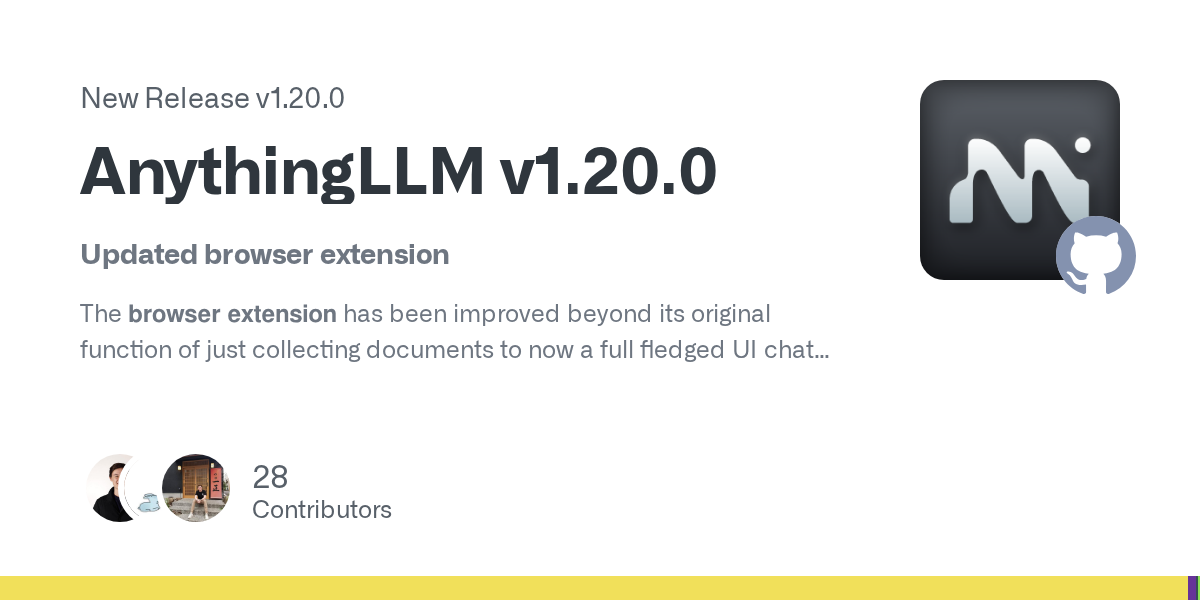 New Release v1.20.0
AnythingLLM v1.20.0
Updated browser extension
The browser extension has been improved beyond its original
function of just collecting documents to now a full fledged UI chat...
28
Contributors